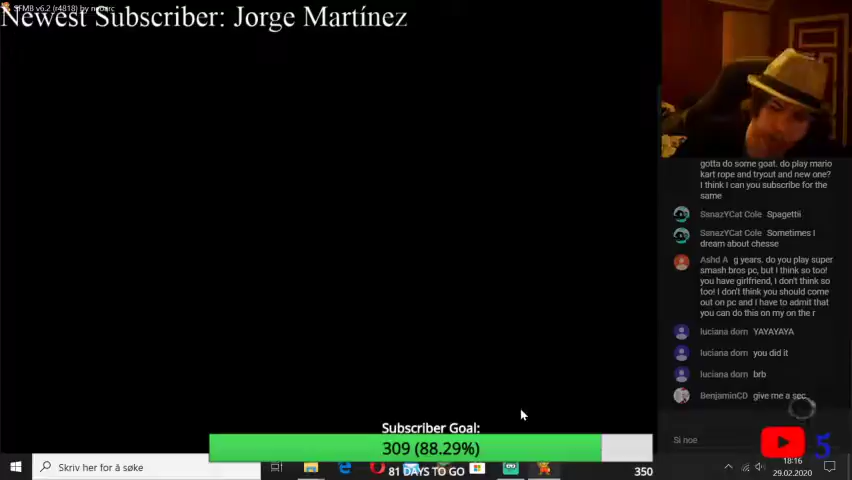 SFMB v6.2 (r4818) by
Newest Subscriber: Jorge Martínez
gotta do some goat. do play mario
kart rope and tryout and new one?
I think I can you subscribe for the
same
SsnazYCat Cole Spagettii
SsnazYCat Cole Sometimes I
dream about chesse
Ashd A g years. do you play super
smash bros pc, but I think so too!
you have girlfriend, I don't think so
too! I don't think you should come
out on pc and I have to admit that
you can do this on my on the r
luciana dorn YAYAYAYA
luciana dorn you did it
luciana dorn brb
BenjaminCD give me a sec
Si noe
Subscriber Goal:
309 (88.29%)
81 DAYS TO GO
350
5
Skriv her for å søke
18:16
29.02.2020